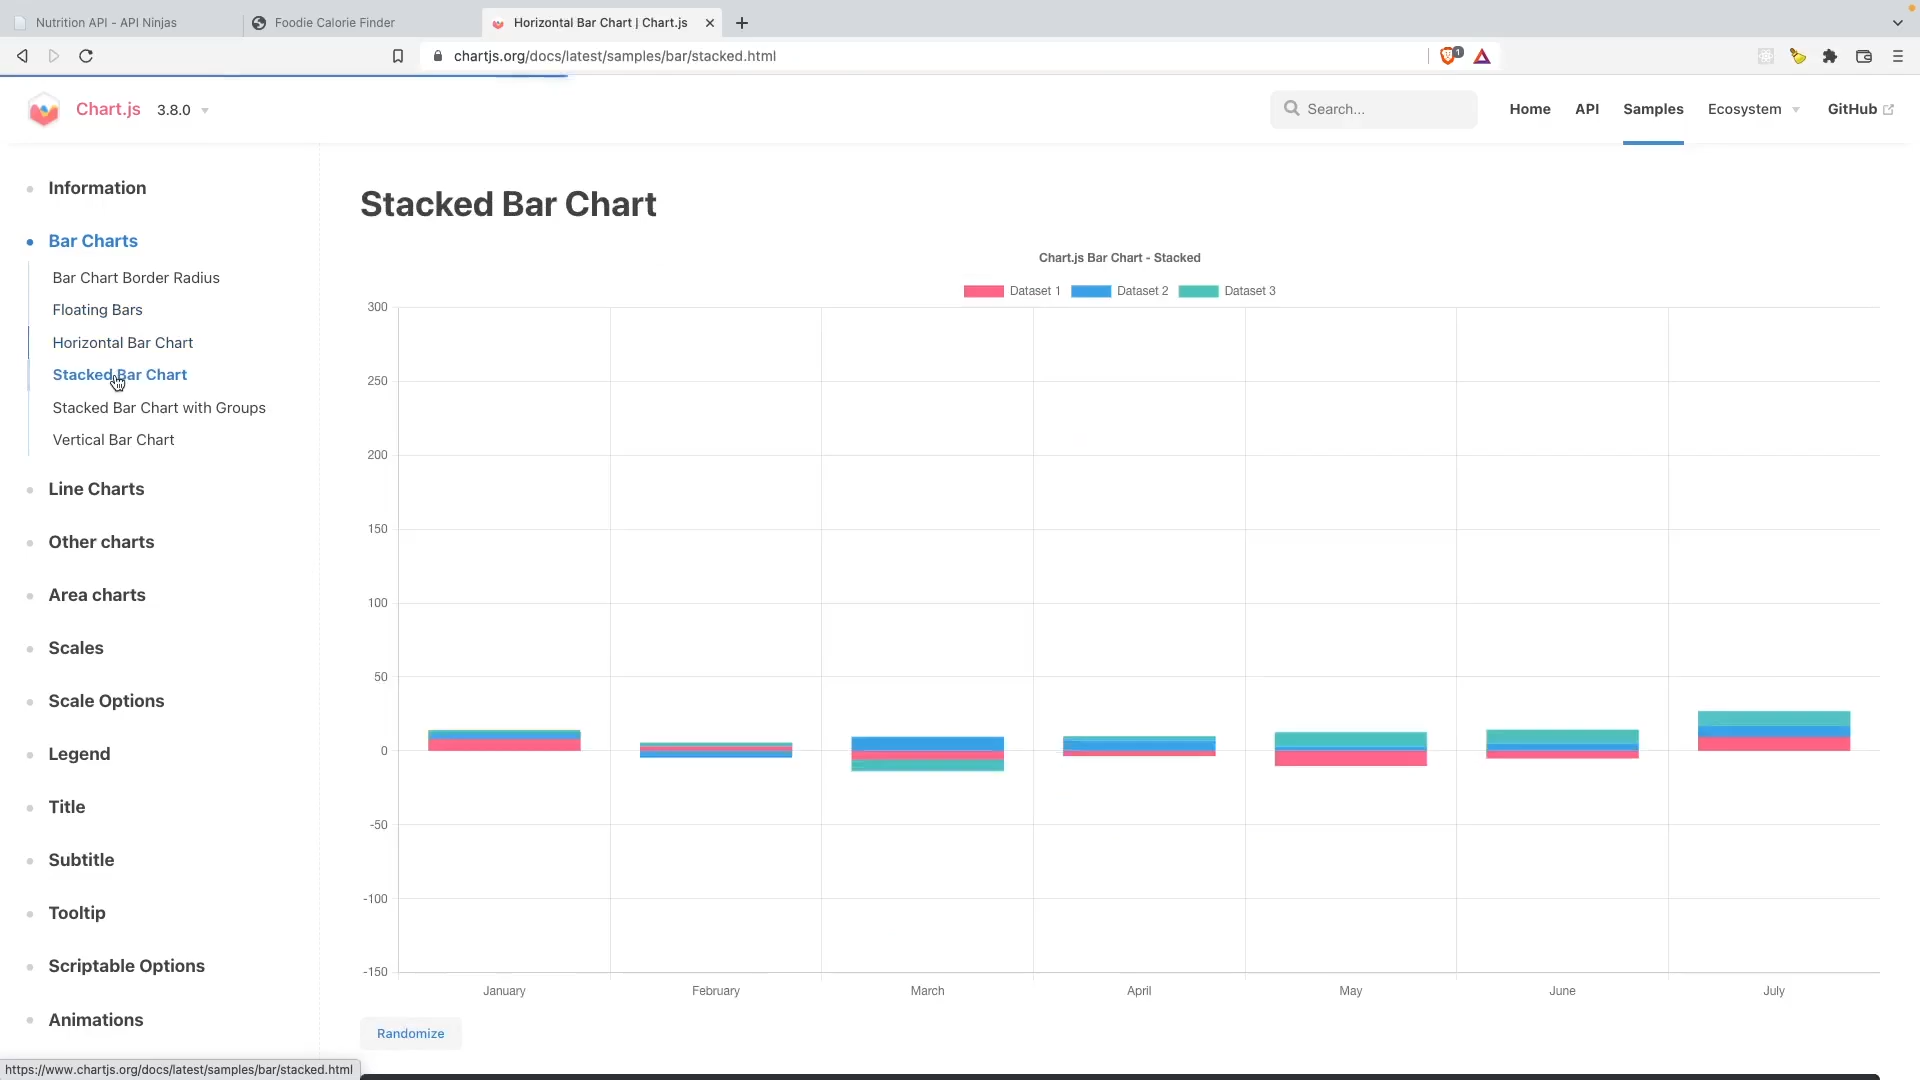 Nutrition API - API Ninjas
Foodie Calorie Finder
Horizontal Bar Chart | Chart.js
chartjs.org/docs/latest/samples/bar/stacked.html
1
Chart.js 3.8.0
Search...
Home
API
Samples
Ecosystem
GitHub
Information
Bar Charts
Bar Chart Border Radius
Floating Bars
Horizontal Bar Chart
Stacked Bar Chart
Stacked Bar Chart with Groups
Vertical Bar Chart
Line Charts
Other charts
Area charts
Scales
Scale Options
Legend
Title
Subtitle
Tooltip
Scriptable Options
Animations
Stacked Bar Chart
Chart.js Bar Chart - Stacked
Dataset 1 Dataset 2 Dataset 3
300
250
200
150
100
50
0
-50
-100
-150
January February March April May June July
Randomize
https://www.chartjs.org/docs/latest/samples/bar/stacked.html